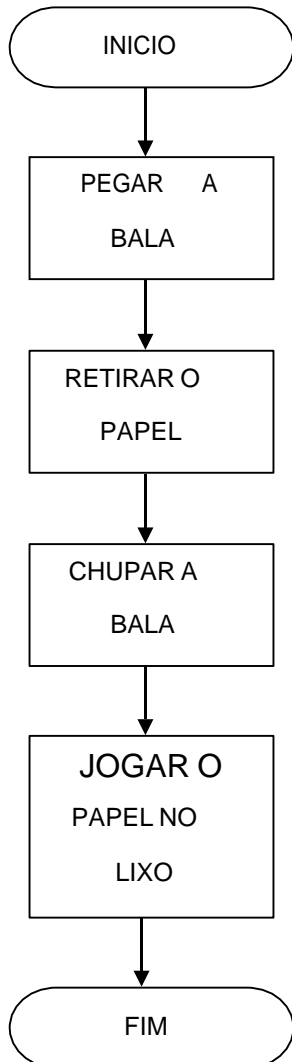 INICIO
PEGAR A
BALA
RETIRAR O
PAPEL
CHUPAR A
BALA
JOGAR O
PAPEL NO
LIXO
FIM